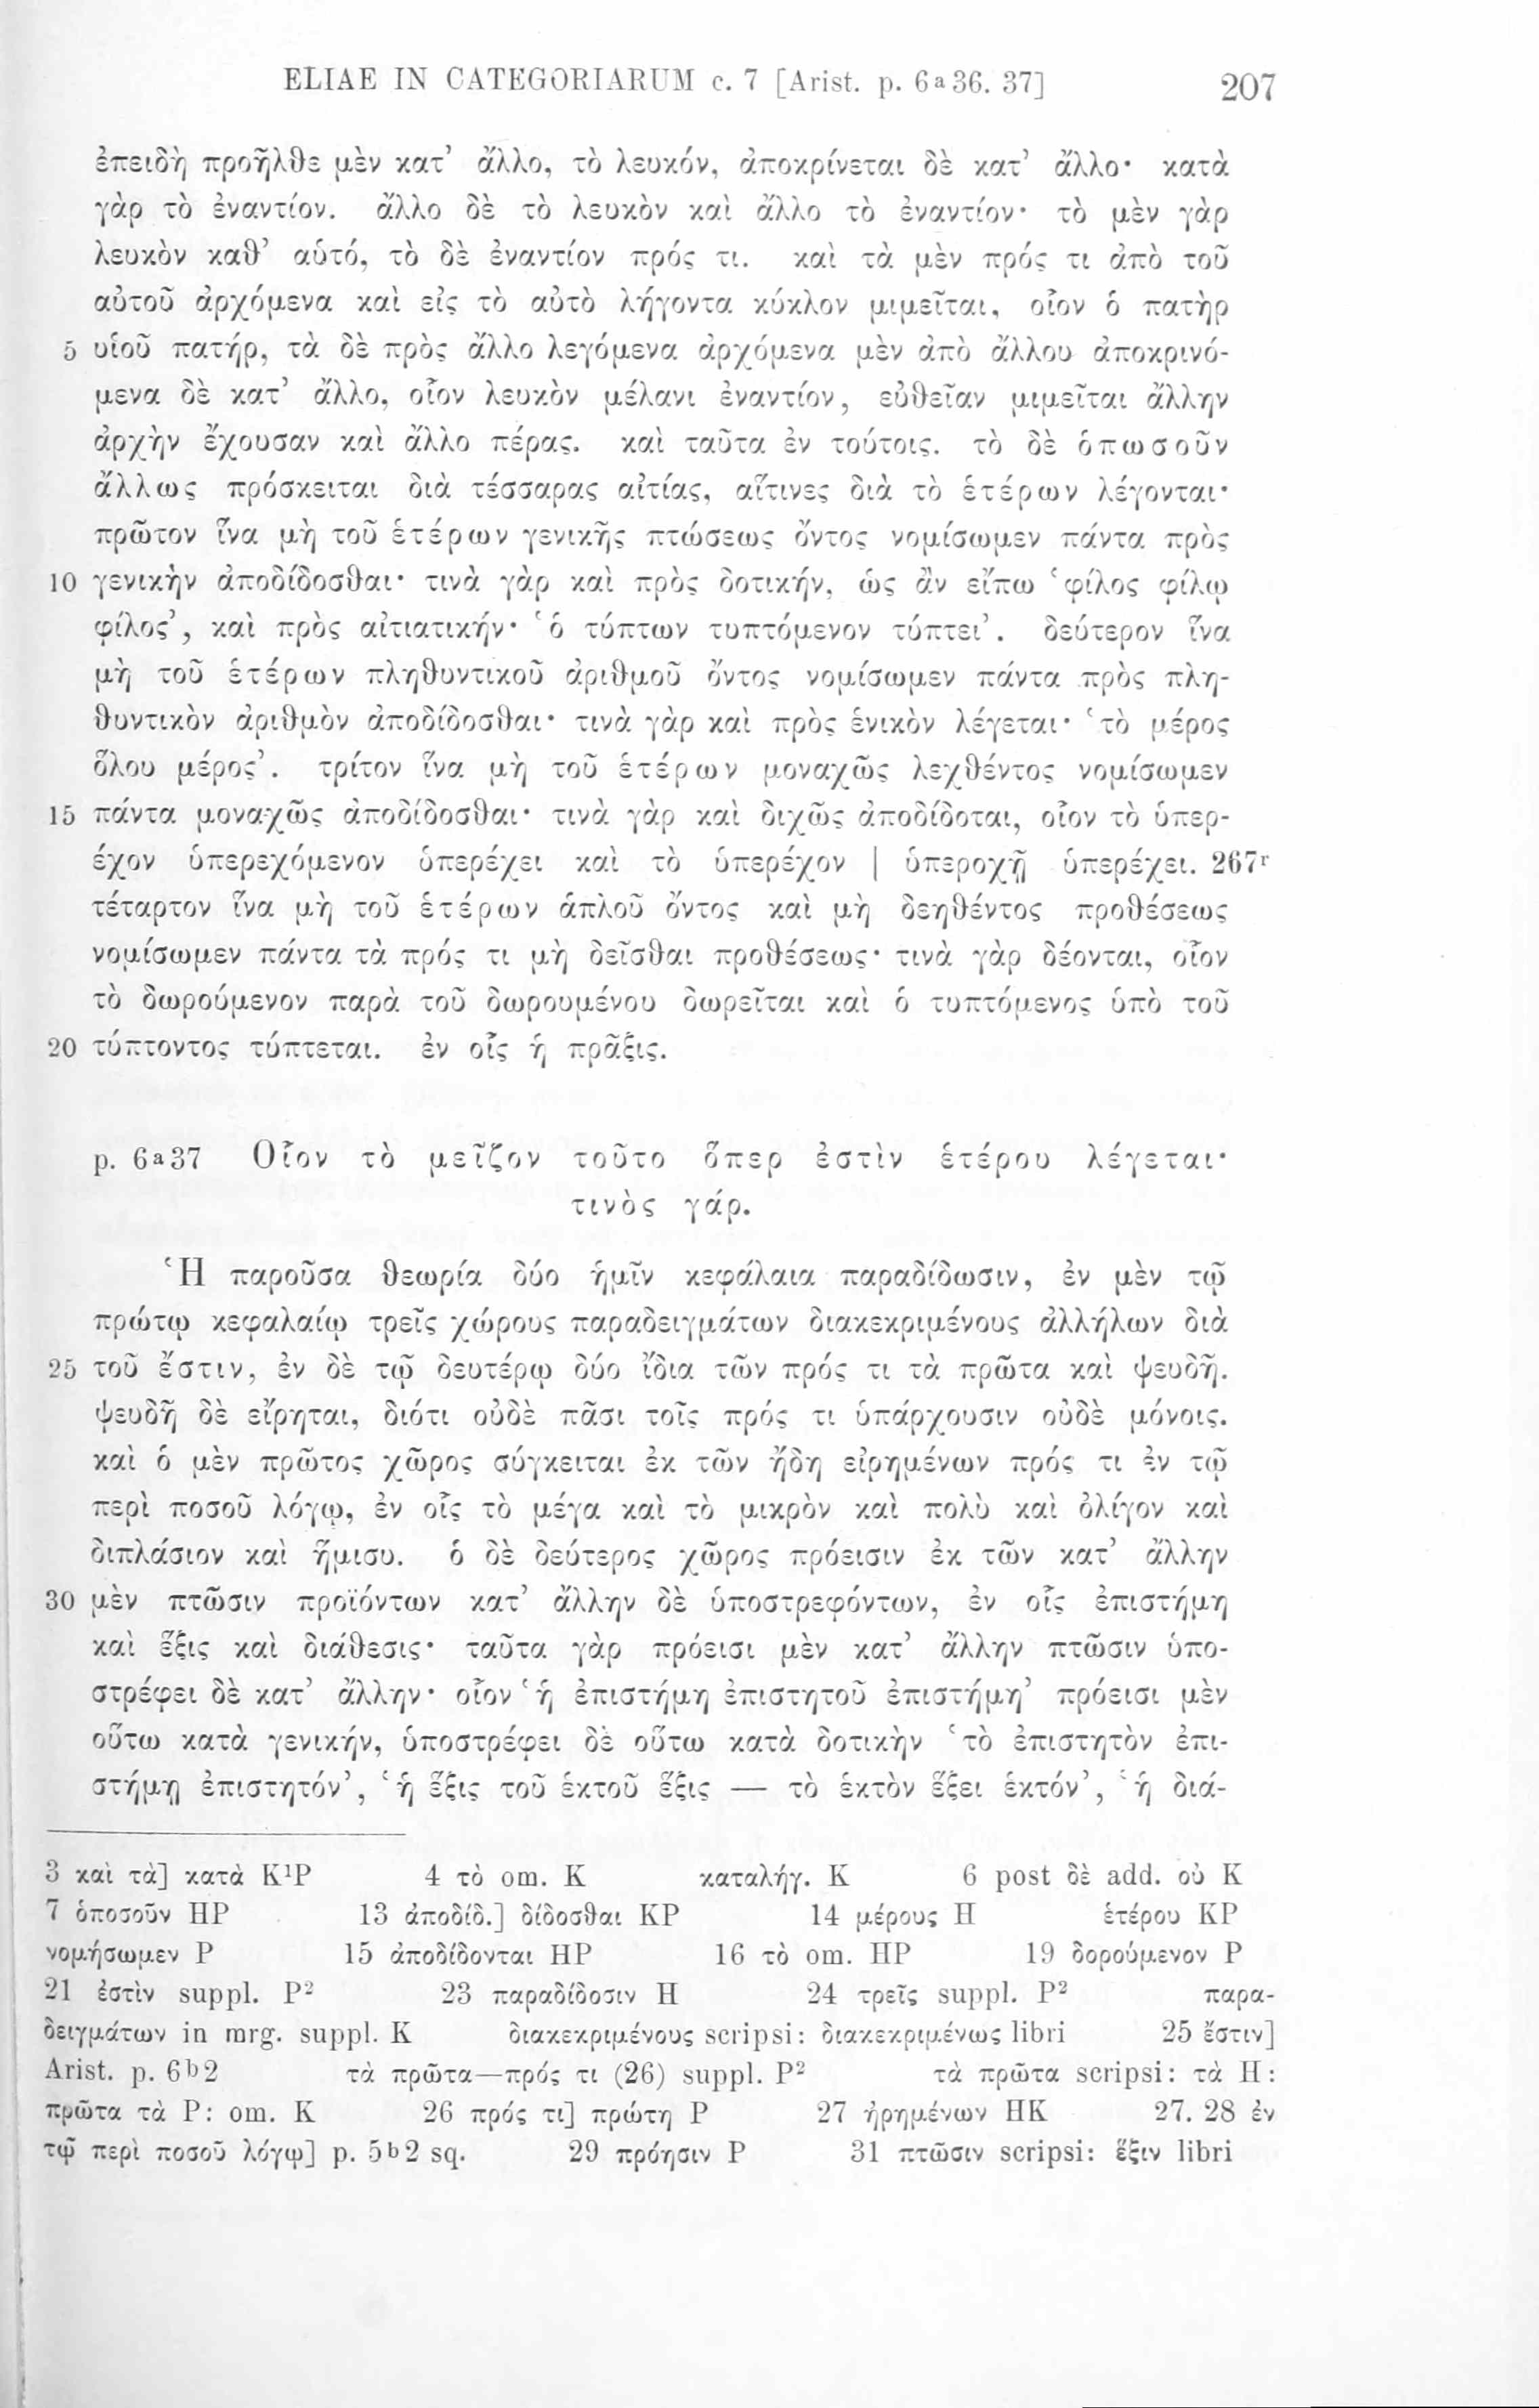 ELIAE IN CATEGORIARUM c. 7 [Arist. p. 6a36. 37] 207
ἐπειδὴ προῆλθε μὲν κατ’ ἄλλο, τὸ λευκόν, ἀποκρίνεται δὲ κατ’ ἄλλο· κατὰ
γὰρ τὸ ἐναντίον. ἄλλο δὲ τὸ λευκὸν καὶ ἄλλο τὸ ἐναντίον· τὸ μὲν γὰρ
λευκὸν καθ’ αὑτό, τὸ δὲ ἐναντίον πρός τι. καὶ τὰ μὲν πρός τι ἀπὸ τοῦ
αὐτοῦ ἀρχόμενα καὶ εἰς τὸ αὐτὸ λήγοντα κύκλον μιμεῖται, οἷον ὁ πατὴρ
5 υἱοῦ πατήρ, τὰ δὲ πρὸς ἄλλο λεγόμενα ἀρχόμενα μὲν ἀπὸ ἄλλου ἀποκρινό-
μενα δὲ κατ’ ἄλλο, οἷον λευκὸν μέλανι ἐναντίον, εὐθεῖαν μιμεῖται ἄλλην
ἀρχὴν ἔχουσαν καὶ ἄλλο πέρας. καὶ ταῦτα ἐν τούτοις. τὸ δὲ ὁπωσοῦν
ἄλλως πρόσκειται διὰ τέσσαρας αἰτίας, αἵτινες διὰ τὸ ἑτέρων λέγονται·
πρῶτον ἵνα μὴ τοῦ ἑτέρων γενικῆς πτώσεως ὄντος νομίσωμεν πάντα πρὸς
10 γενικὴν ἀποδίδοσθαι· τινὰ γὰρ καὶ πρὸς δοτικήν, ὡς ἂν εἴπω ‘φίλος φίλῳ
φίλος’, καὶ πρὸς αἰτιατικήν· ‘ὁ τύπτων τυπτόμενον τύπτει’. δεύτερον ἵνα
μὴ τοῦ ἑτέρων πληθυντικοῦ ἀριθμοῦ ὄντος νομίσωμεν πάντα πρὸς πλη-
θυντικὸν ἀριθμὸν ἀποδίδοσθαι· τινὰ γὰρ καὶ πρὸς ἑνικὸν λέγεται· ‘τὸ μέρος
ὅλου μέρος’. τρίτον ἵνα μὴ τοῦ ἑτέρων μοναχῶς λεχθέντος νομίσωμεν
15 πάντα μοναχῶς ἀποδίδοσθαι· τινὰ γὰρ καὶ διχῶς ἀποδίδοται, οἷον τὸ ὑπερ-
έχον ὑπερεχόμενον ὑπερέχει καὶ τὸ ὑπερέχον | ὑπεροχῇ ὑπερέχει. 267r
τέταρτον ἵνα μὴ τοῦ ἑτέρων ἁπλοῦ ὄντος καὶ μὴ δεηθέντος προθέσεως
νομίσωμεν πάντα τὰ πρός τι μὴ δεῖσθαι προθέσεως· τινὰ γὰρ δέονται, οἷον
τὸ δωρούμενον παρὰ τοῦ δωρουμένου δωρεῖται καὶ ὁ τυπτόμενος ὑπὸ τοῦ
20 τύπτοντος τύπτεται. ἐν οἷς ἡ πρᾶξις.
p. 6a37 Οἷον τὸ μεῖζον τοῦτο ὅπερ ἐστὶν ἑτέρου λέγεται·
τινὸς γάρ.
Ἡ παροῦσα θεωρία δύο ἡμῖν κεφάλαια παραδίδωσιν, ἐν μὲν τῷ
πρώτῳ κεφαλαίῳ τρεῖς χώρους παραδειγμάτων διακεκριμένους ἀλλήλων διὰ
25 τοῦ ἔστιν, ἐν δὲ τῷ δευτέρῳ δύο ἴδια τῶν πρός τι τὰ πρῶτα καὶ ψευδῆ.
ψευδῆ δὲ εἴρηται, διότι οὐδὲ πᾶσι τοῖς πρός τι ὑπάρχουσιν οὐδὲ μόνοις.
καὶ ὁ μὲν πρῶτος χῶρος σύγκειται ἐκ τῶν ἤδη εἰρημένων πρός τι ἐν τῷ
περὶ ποσοῦ λόγῳ, ἐν οἷς τὸ μέγα καὶ τὸ μικρὸν καὶ πολὺ καὶ ὀλίγον καὶ
διπλάσιον καὶ ἥμισυ. ὁ δὲ δεύτερος χῶρος πρόεισιν ἐκ τῶν κατ’ ἄλλην
30 μὲν πτῶσιν προϊόντων κατ’ ἄλλην δὲ ὑποστρεφόντων, ἐν οἷς ἐπιστήμη
καὶ ἕξις καὶ διάθεσις· ταῦτα γὰρ πρόεισι μὲν κατ’ ἄλλην πτῶσιν ὑπο-
στρέφει δὲ κατ’ ἄλλην· οἷον ‘ἡ ἐπιστήμη ἐπιστητοῦ ἐπιστήμη’ πρόεισι μὲν
οὕτω κατὰ γενικήν, ὑποστρέφει δὲ οὕτω κατὰ δοτικὴν ‘τὸ ἐπιστητὸν ἐπι-
στήμῃ ἐπιστητόν’, ‘ἡ ἕξις τοῦ ἑκτοῦ ἕξις — τὸ ἑκτὸν ἕξει ἑκτόν’, ‘ἡ διά-
3 καὶ τὰ] κατὰ K¹P 4 τὸ om. K καταλήγ. K 6 post δὲ add. οὐ K
7 ὁποσοῦν HP 13 ἀποδίδ.] δίδοσθαι KP 14 μέρους H ἑτέρου KP
νομήσωμεν P 15 ἀποδίδονται HP 16 τὸ om. HP 19 δορούμενον P
21 ἐστὶν suppl. P² 23 παραδίδοσιν H 24 τρεῖς suppl. P² παρα-
δειγμάτων in mrg. suppl. K διακεκριμένους scripsi: διακεκριμένως libri 25 ἔστιν]
Arist. p. 6b2 τὰ πρῶτα—πρός τι (26) suppl. P² τὰ πρῶτα scripsi: τὰ H:
πρῶτα τὰ P: om. K 26 πρός τι] πρώτη P 27 ἠρημένων HK 27. 28 ἐν
τῷ περὶ ποσοῦ λόγῳ] p. 5b2 sq. 29 πρόησιν P 31 πτῶσιν scripsi: ἕξιν libri